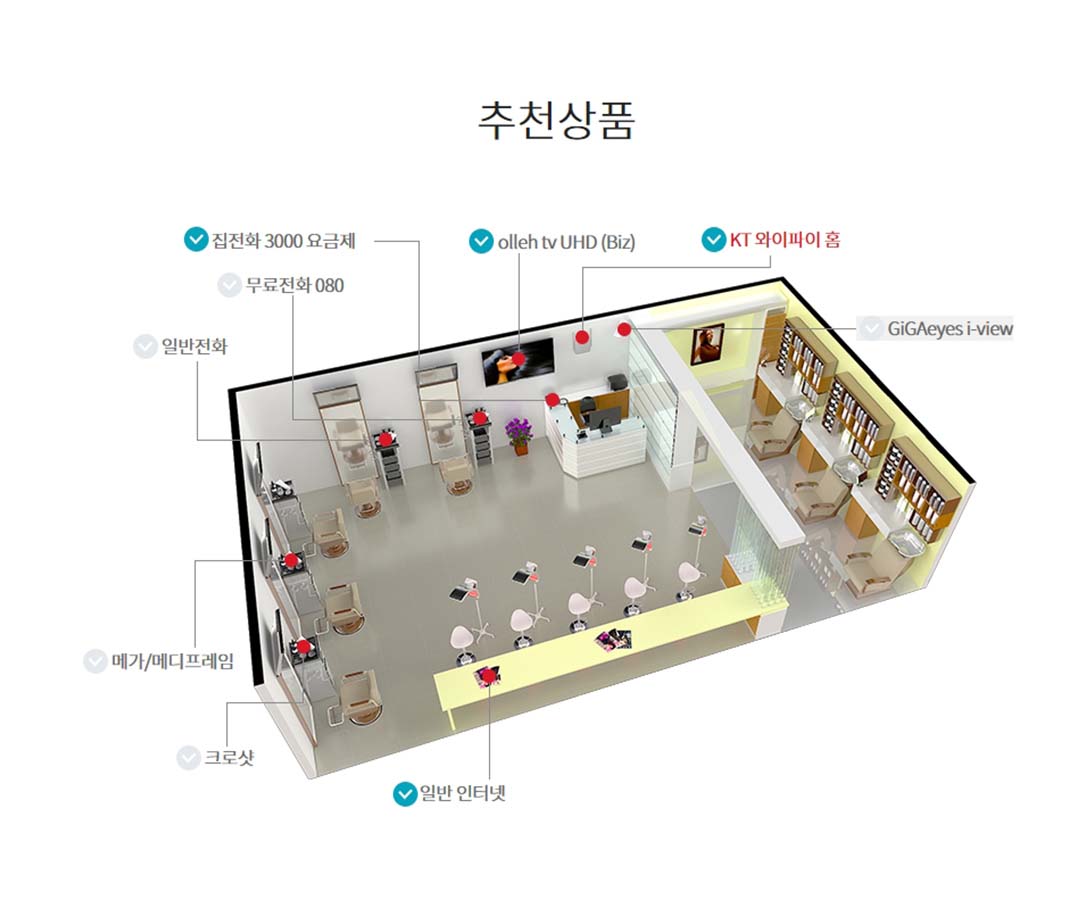 추천상품
집전화 3000 요금제
olleh tv UHD (Biz)
KT 와이파이 홈
무료전화 080
GiGAeyes i-view
일반전화
메가/메디프레임
크로샷
일반 인터넷